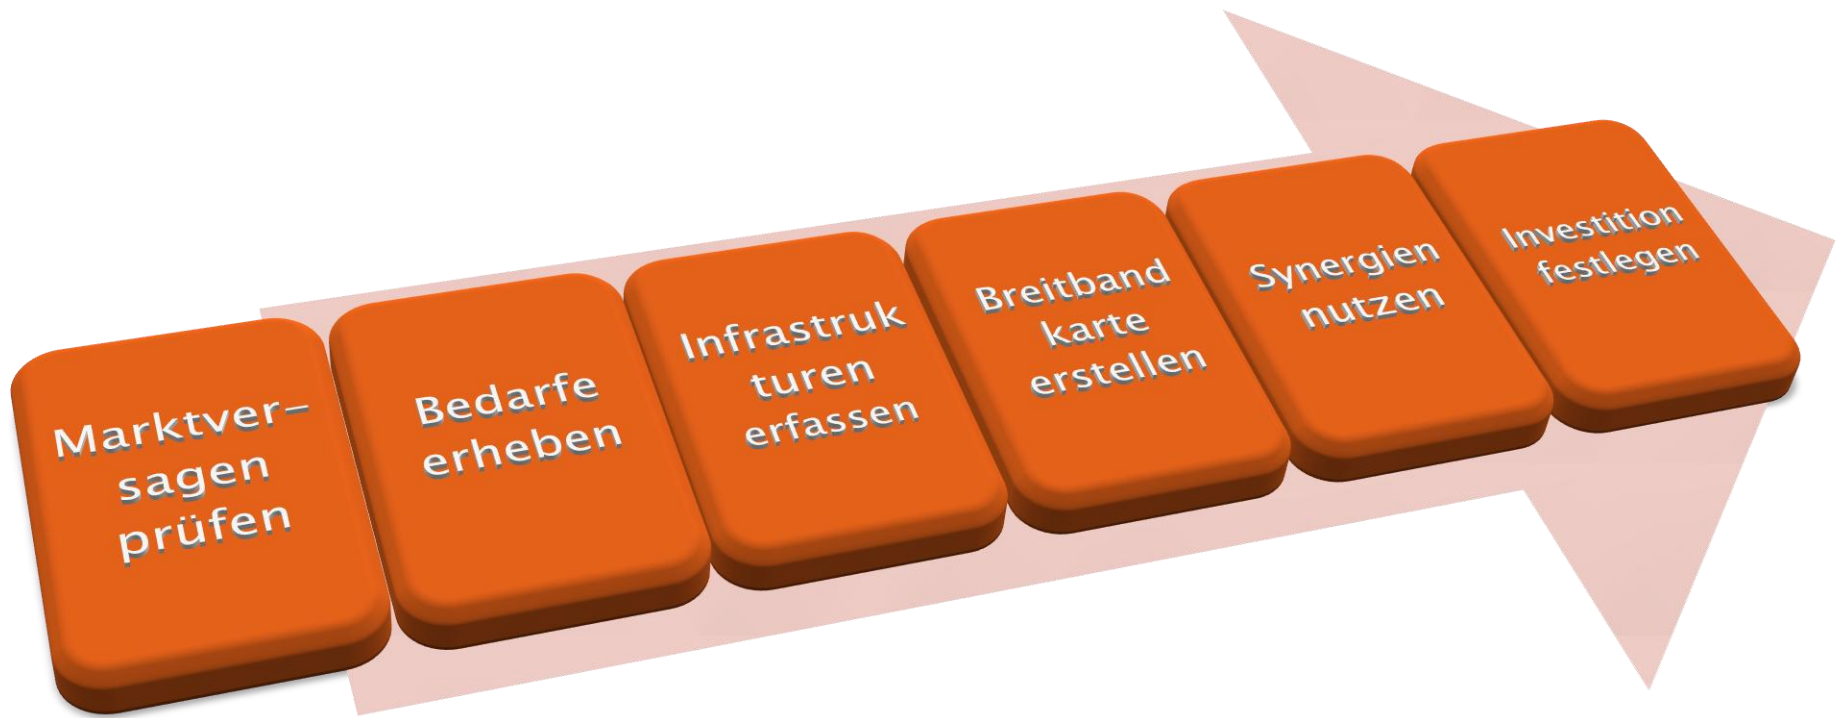 Marktver-
sagen
prüfen
Bedarfe
erheben
Infrastruk
turen
erfassen
Breitband
karte
erstellen
Synergien
nutzen
Investition
festlegen